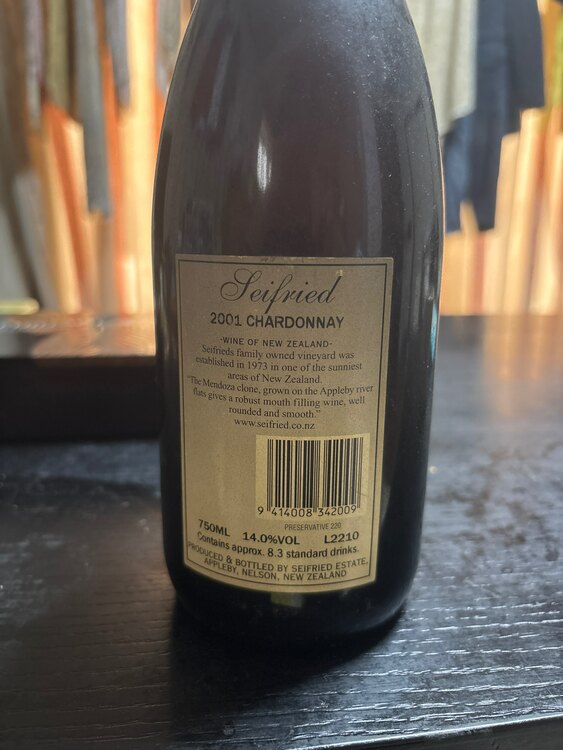 Seifried
2001 CHARDONNAY
-WINE OF NEW ZEALAND-
Seifrieds family owned vineyard was
established in 1973 in one of the sunniest
areas of New Zealand.
"The Mendoza clone, grown on the Appleby river
flats gives a robust mouth filling wine, well
rounded and smooth."
www.seifried.co.nz
9 414008 342009
PRESERVATIVE 220
750ML 14.0%VOL L2210
Contains approx. 8.3 standard drinks.
PRODUCED & BOTTLED BY SEIFRIED ESTATE,
APPLEBY, NELSON, NEW ZEALAND